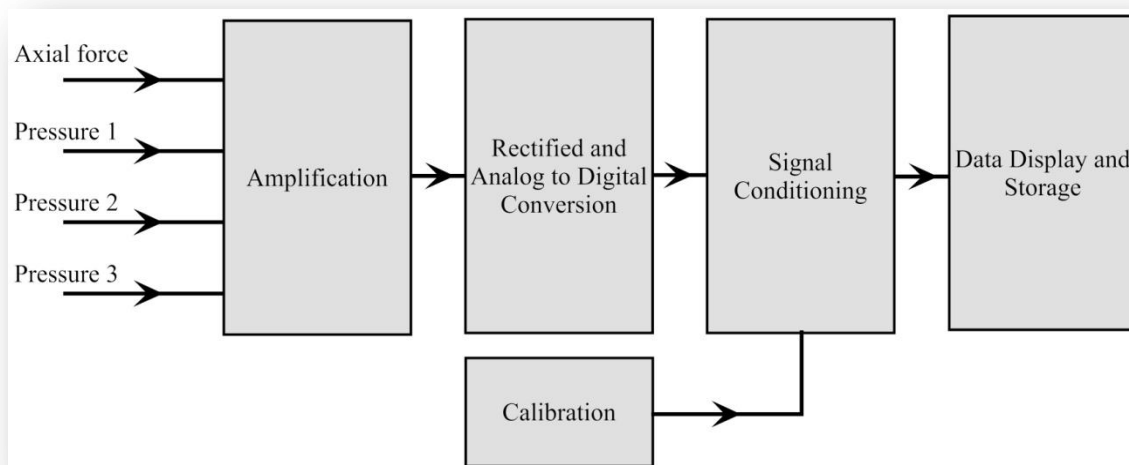 Axial force
Pressure 1
Pressure 2
Pressure 3
Amplification
Rectified and
Analog to Digital
Conversion
Signal
Conditioning
Data Display and
Storage
Calibration